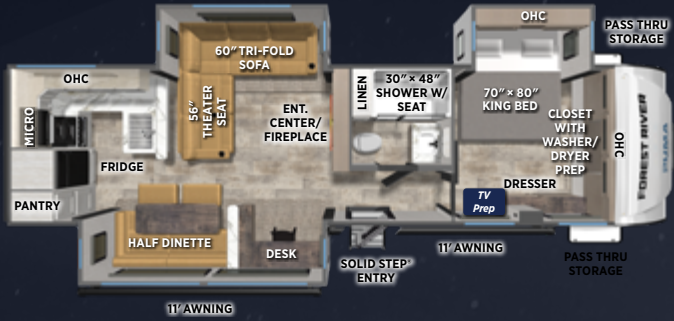 OHC
PASS THRU
STORAGE
60" TRI-FOLD
SOFA
OHC
LINEN
30" × 48"
SHOWER W/
SEAT
70" × 80"
KING BED
56"
THEATER
SEAT
ENT.
CENTER/
FIREPLACE
MICRO
CLOSET
WITH
WASHER/
DRYER
PREP
OHC
FOREST RIVER
FRIDGE
PANTRY
DRESSER
TV
Prep
HALF DINETTE
DESK
SOLID STEP®
ENTRY
11' AWNING
PASS THRU
STORAGE
11' AWNING